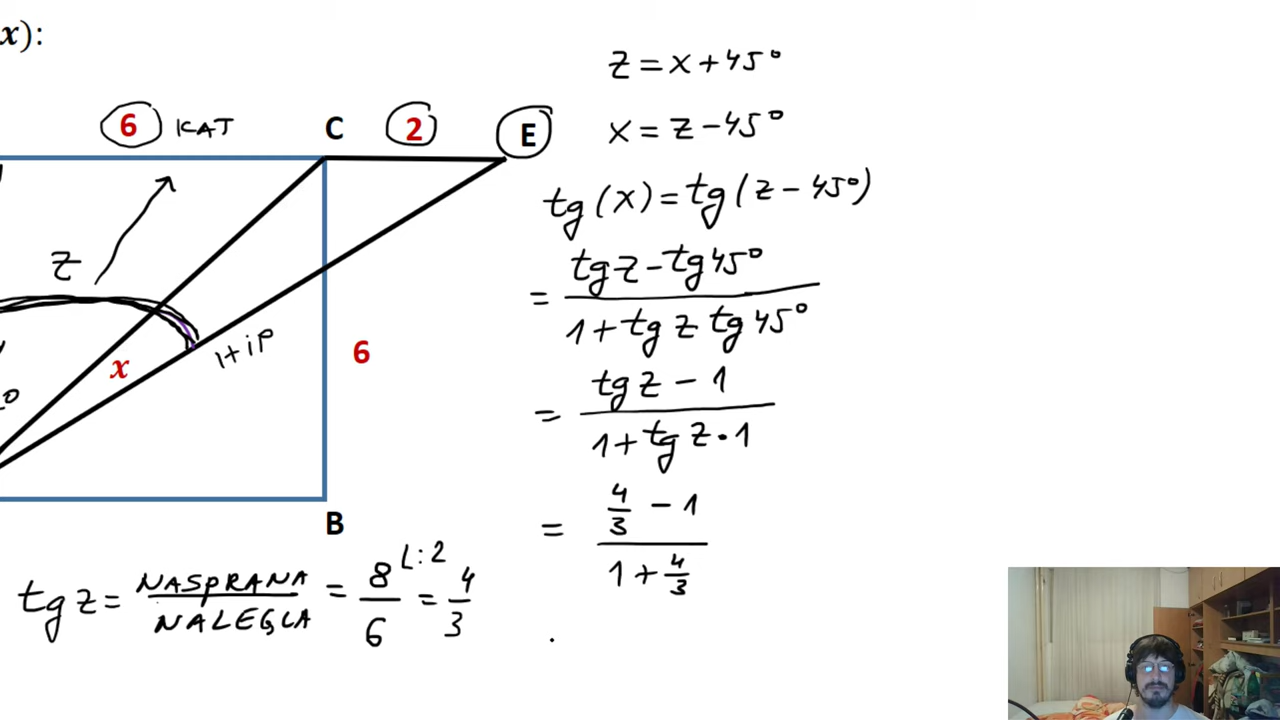 x):
6 KAT C 2 E
z
x
1+iP
6
B
tg z = NASPRANA / NALEGLA = 8 / 6 L:2 = 4/3
z = x + 45°
x = z - 45°
tg(x) = tg(z - 45°)
= tg z - tg 45° / 1 + tg z tg 45°
= tg z - 1 / 1 + tg z · 1
= 4/3 - 1 / 1 + 4/3